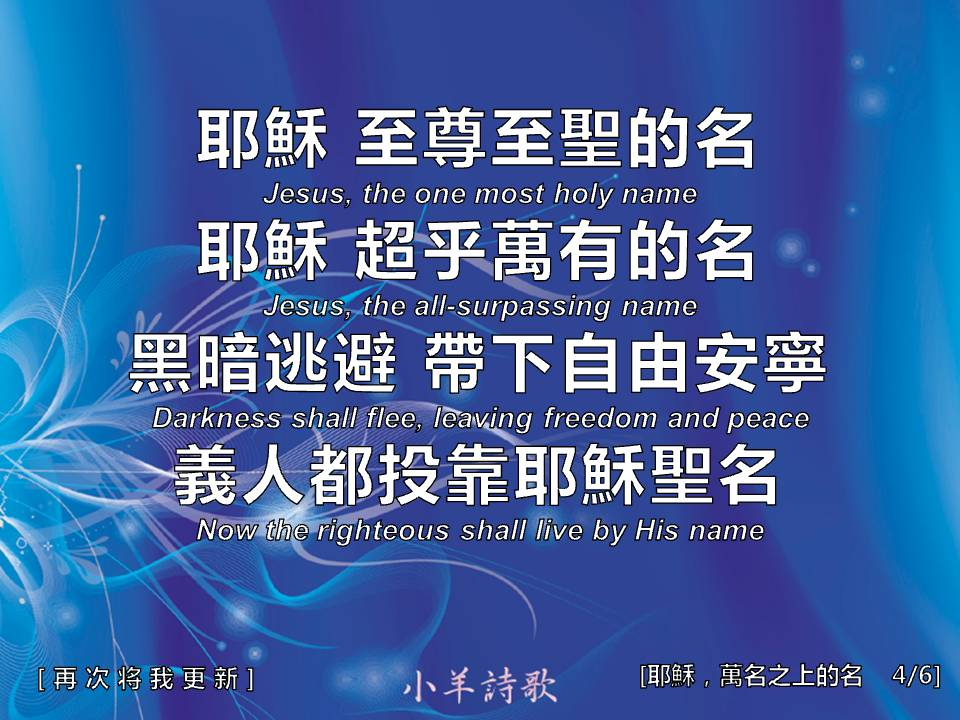 耶穌 至尊至聖的名
Jesus, the one most holy name
耶穌 超乎萬有的名
Jesus, the all-surpassing name
黑暗逃避 帶下自由安寧
Darkness shall flee, leaving freedom and peace
義人都投靠耶穌聖名
Now the righteous shall live by His name
[ 再 次 将 我 更 新 ]
小羊詩歌
[耶穌，萬名之上的名 4/6]